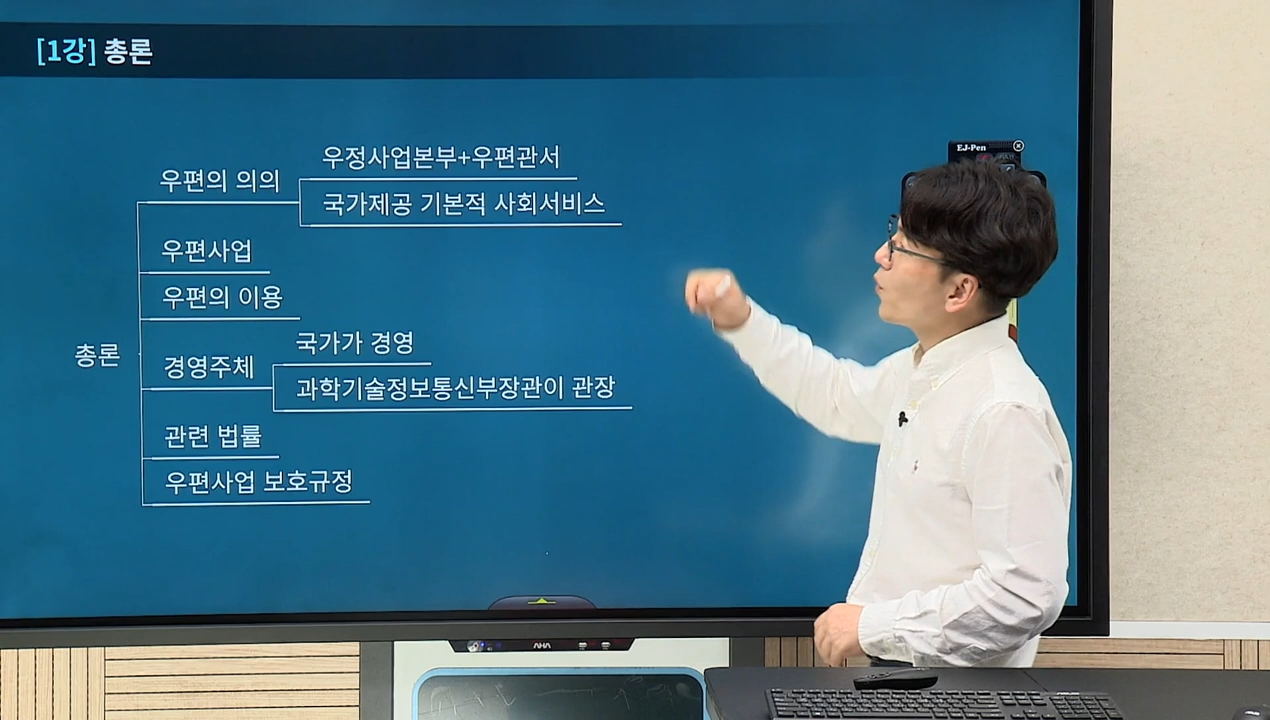 [1강] 총론
우정사업본부+우편관서
우편의 의의
국가제공 기본적 사회서비스
우편사업
우편의 이용
국가가 경영
총론
경영주체
과학기술정보통신부장관이 관장
관련 법률
우편사업 보호규정
EJ-Pen
AHA